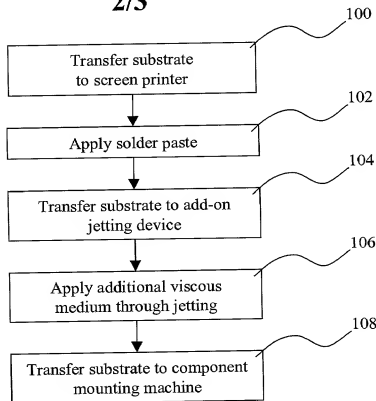 2/3
100
Transfer substrate
to screen printer
102
Apply solder paste
104
Transfer substrate to add-on
jetting device
106
Apply additional viscous
medium through jetting
108
Transfer substrate to component
mounting machine